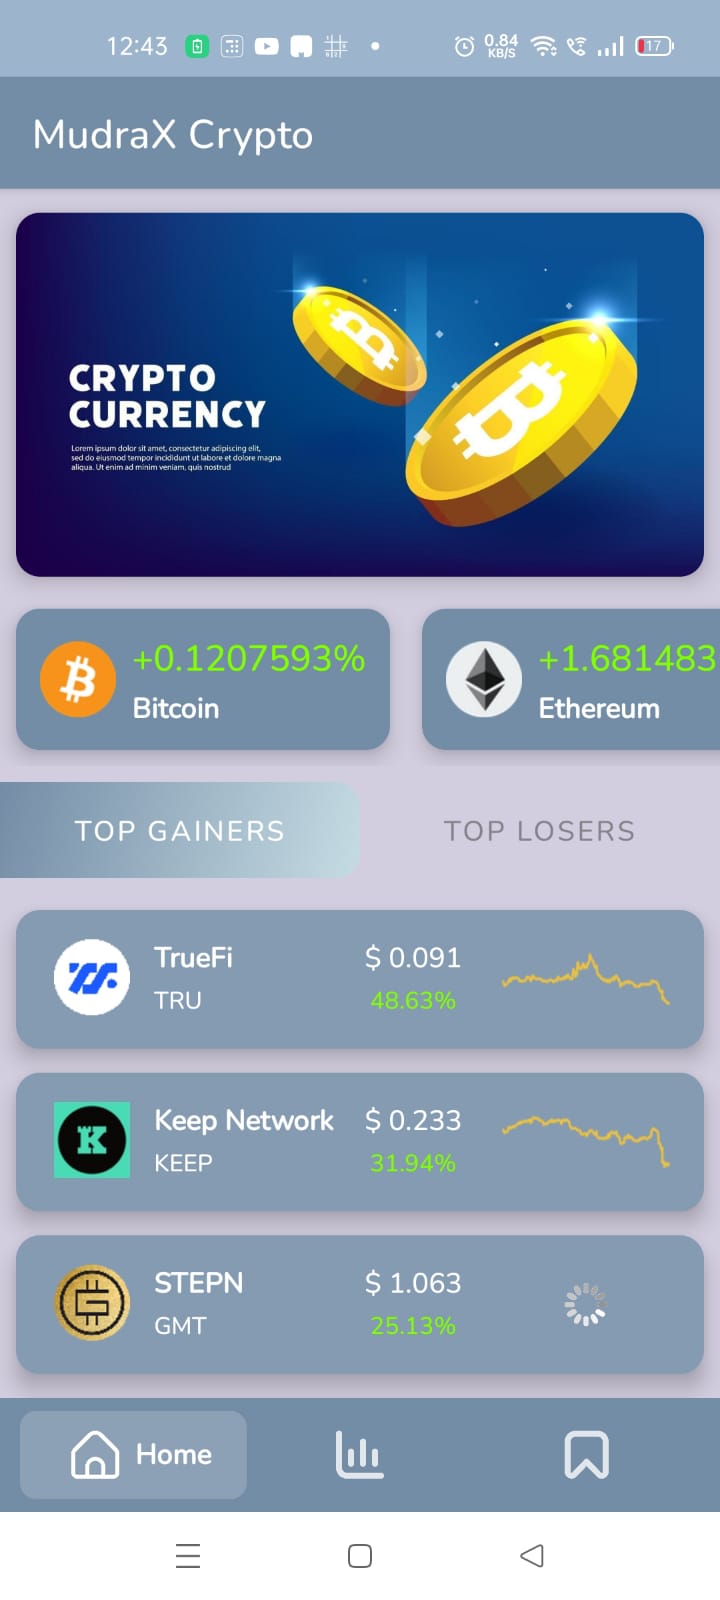 12:43
0.84
KB/S
17
MudraX Crypto
CRYPTO
CURRENCY
Lorem ipsum dolor sit amet, consectetur adipiscing elit,
sed do eiusmod tempor incididunt ut labore et dolore magna
aliqua. Ut enim ad minim veniam, quis nostrud
+0.1207593%
Bitcoin
+1.681483
Ethereum
TOP GAINERS
TOP LOSERS
TrueFi
$ 0.091
TRU
48.63%
Keep Network
$ 0.233
KEEP
31.94%
STEPN
$ 1.063
GMT
25.13%
Home